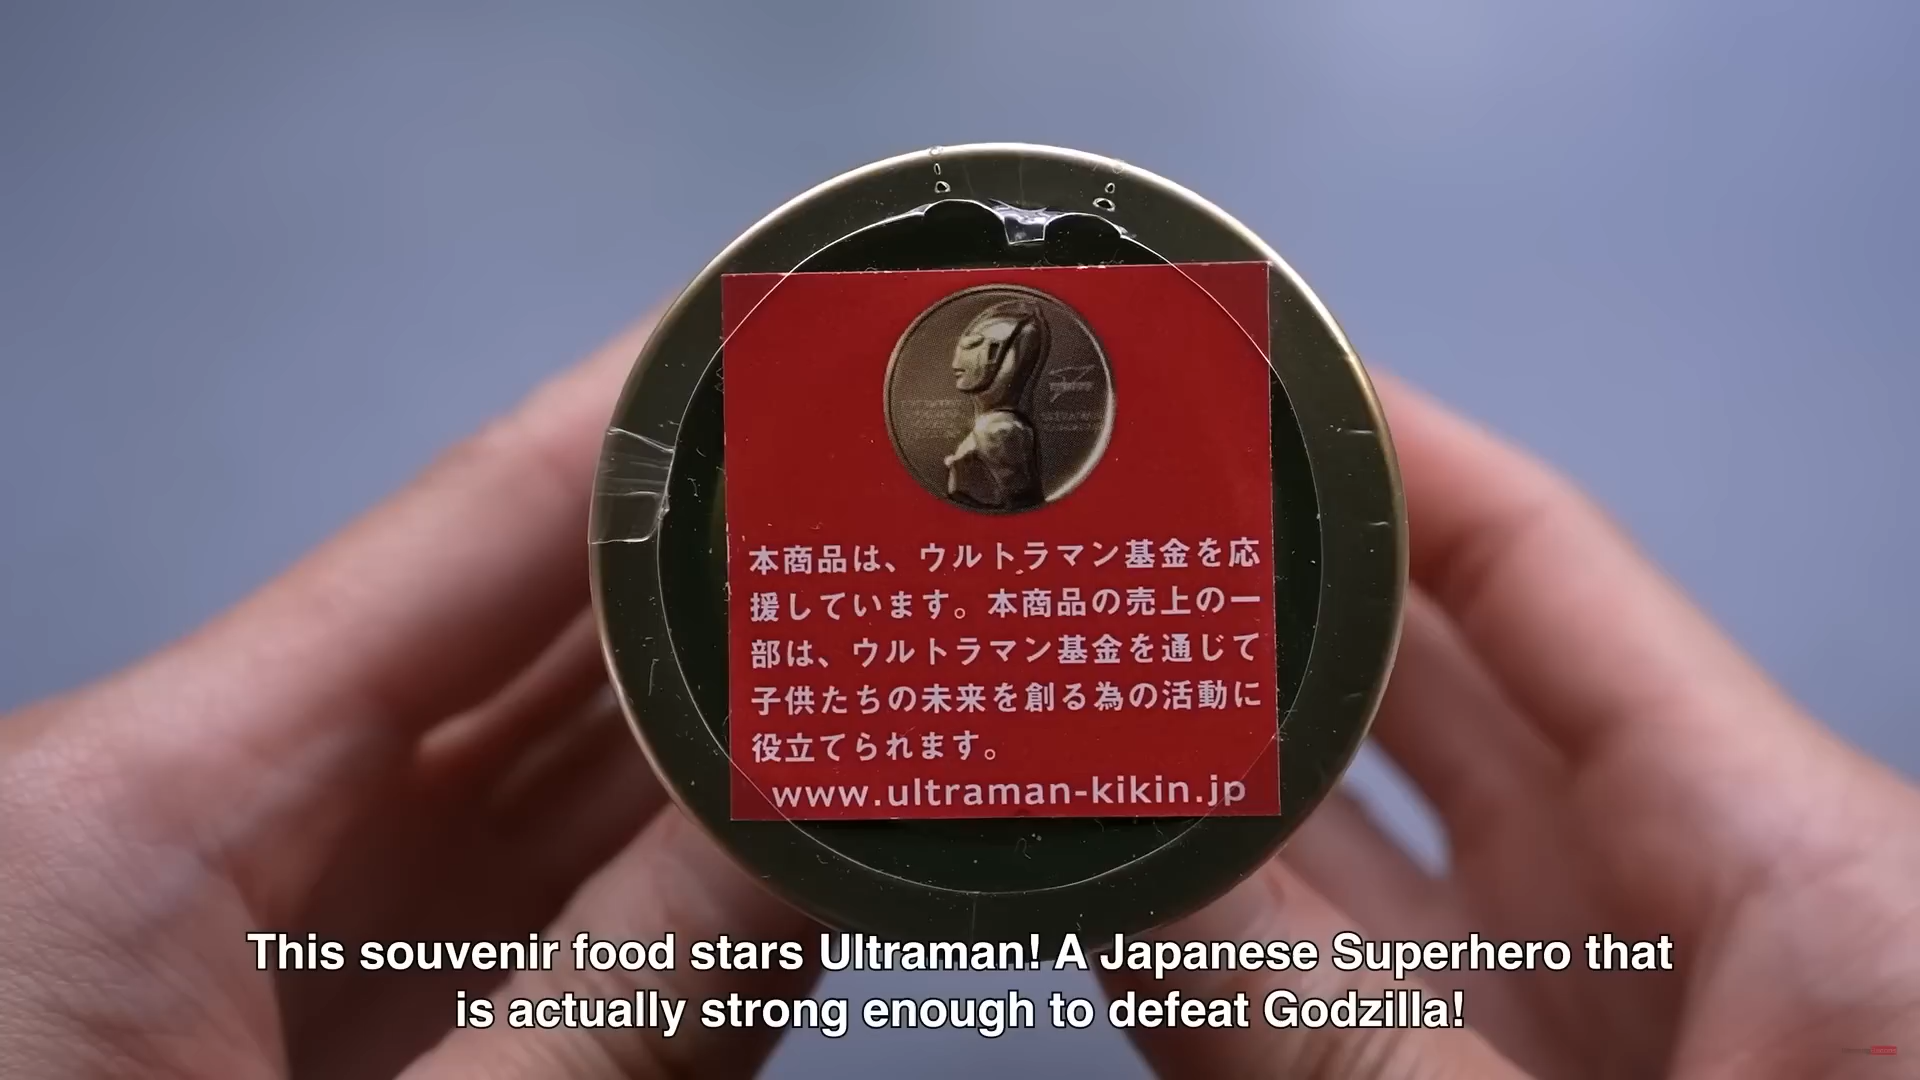 本商品は、ウルトラマン基金を応
援しています。本商品の売上の一
部は、ウルトラマン基金を通じて
子供たちの未来を創る為の活動に
役立てられます。
www.ultraman-kikin.jp
This souvenir food stars Ultraman! A Japanese Superhero that
is actually strong enough to defeat Godzilla!